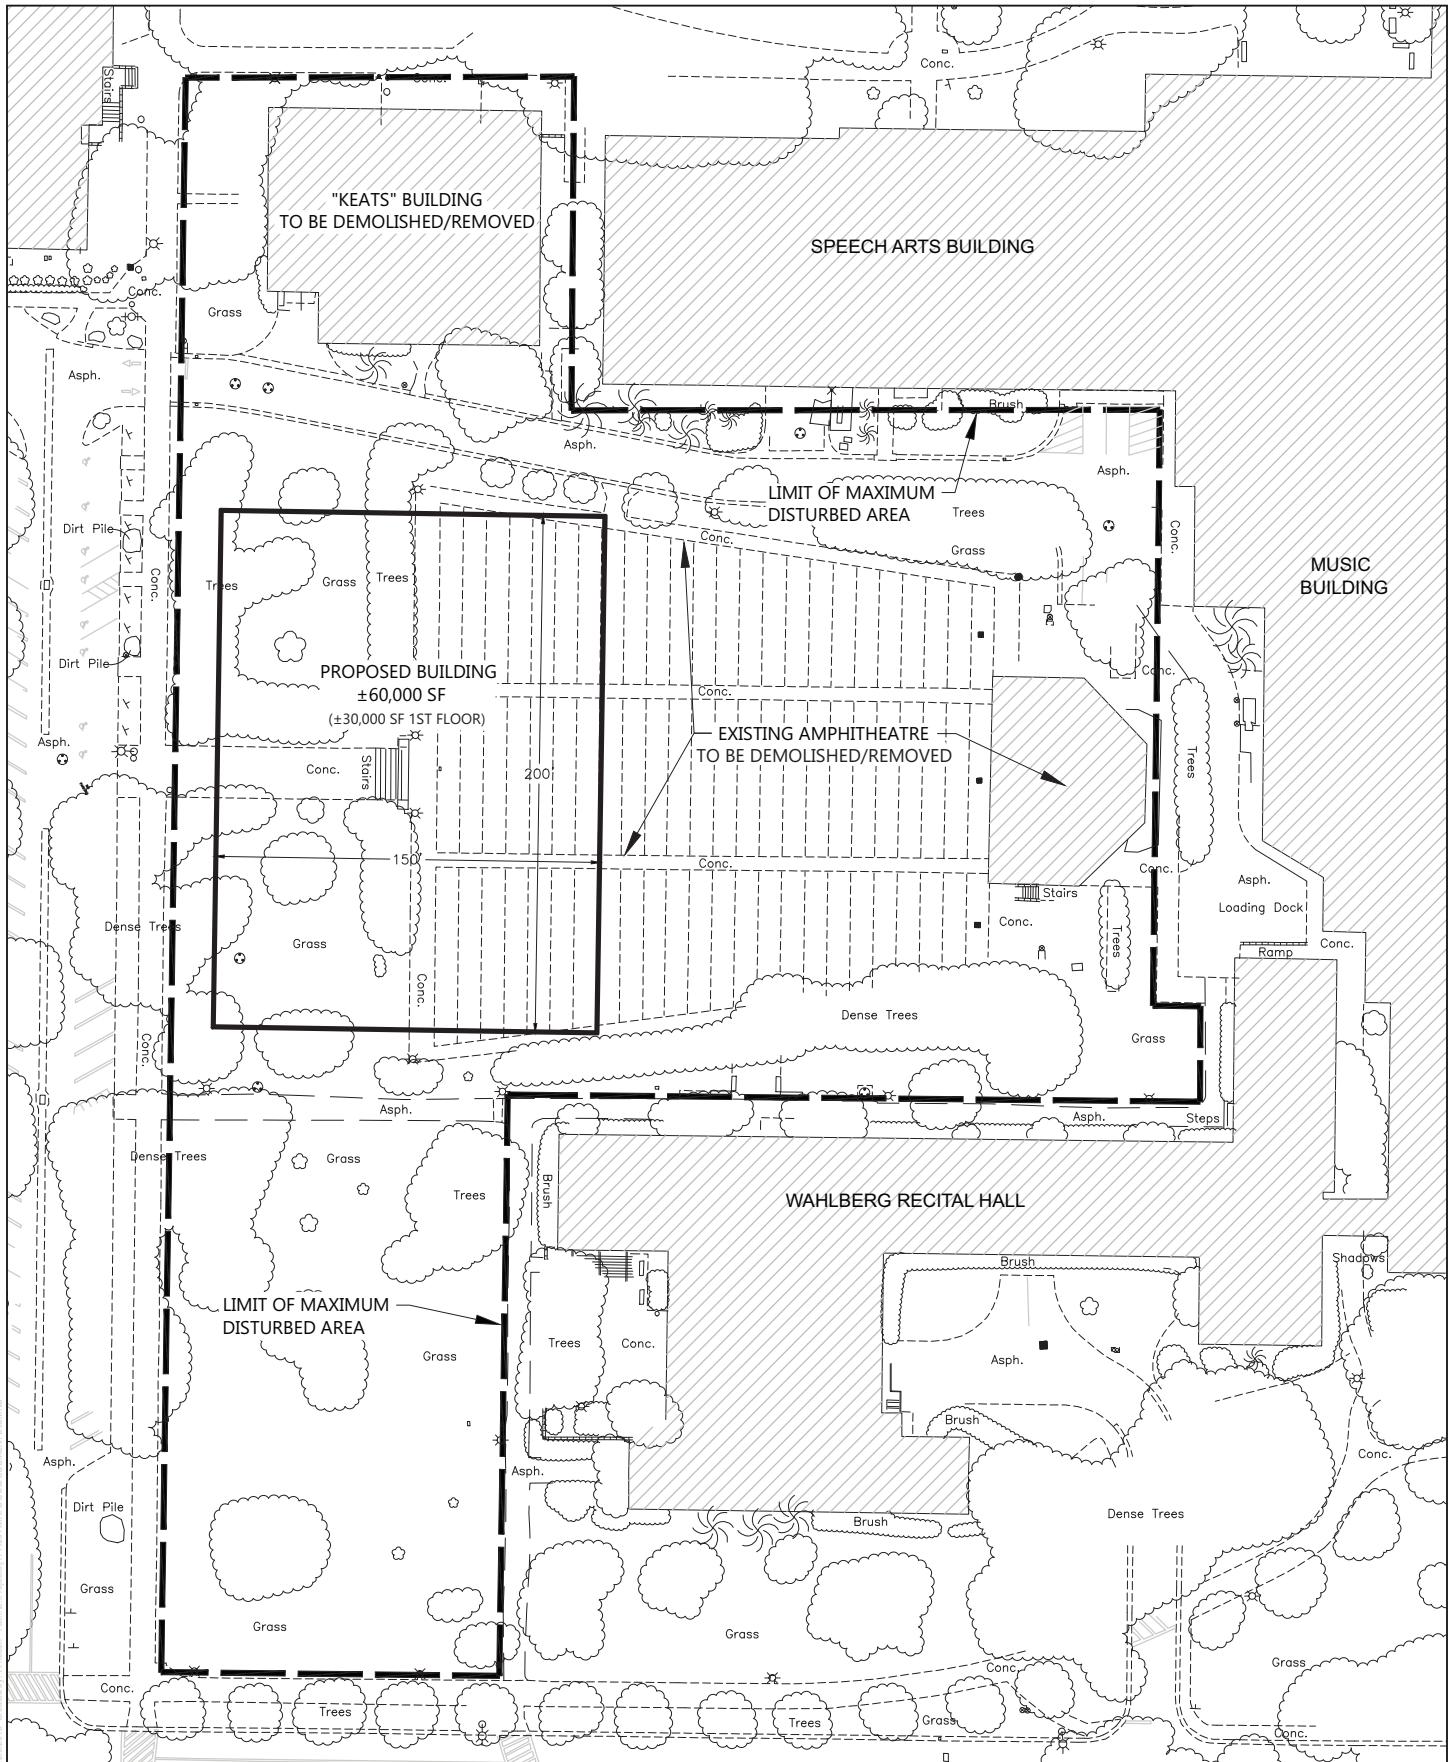 Conc.
Conc.
Stairs
"KEATS" BUILDING
TO BE DEMOLISHED/REMOVED
SPEECH ARTS BUILDING
Conc.
Grass
Asph.
Brush
Asph.
Asph.
LIMIT OF MAXIMUM
DISTURBED AREA
Trees
Dirt Pile
Conc.
Conc.
Grass
MUSIC
BUILDING
Conc.
Trees
Grass
Trees
Dirt Pile
PROPOSED BUILDING
±60,000 SF
(±30,000 SF 1ST FLOOR)
Conc.
Conc.
Asph.
EXISTING AMPHITHEATRE
TO BE DEMOLISHED/REMOVED
Conc.
Stairs
200'
Trees
150'
Conc.
Conc.
Asph.
Stairs
Loading Dock
Dense Trees
Grass
Conc.
Trees
Conc.
Ramp
Conc.
Dense Trees
Conc.
Grass
Asph.
Asph.
Steps
Dense Trees
Grass
Trees
Brush
WAHLBERG RECITAL HALL
Brush
Shadows
LIMIT OF MAXIMUM
DISTURBED AREA
Grass
Trees
Conc.
Asph.
Brush
Asph.
Asph.
Conc.
Dirt Pile
Brush
Dense Trees
Grass
Grass
Grass
Grass
Conc.
Conc.
Trees
Trees
Grass
Conc.